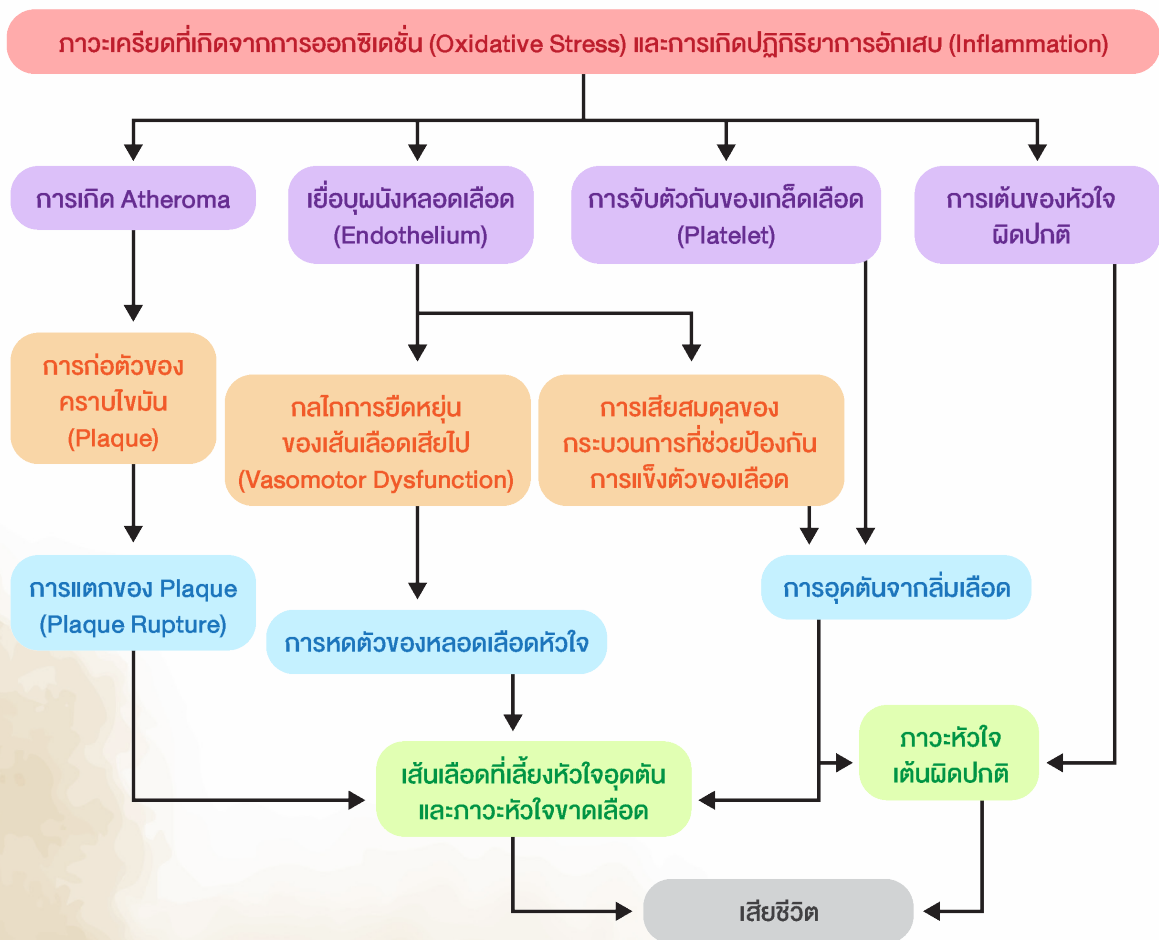 ภาวะเครียดที่เกิดจากการออกซิเดชั่น (Oxidative Stress) และการเกิดปฏิกิริยาการอักเสบ (Inflammation)
การเกิด Atheroma
เยื่อบุผนังหลอดเลือด
(Endothelium)
การจับตัวกันของเกล็ดเลือด
(Platelet)
การเต้นของหัวใจ
ผิดปกติ
การก่อตัวของ
คราบไขมัน
(Plaque)
กลไกการยืดหยุ่น
ของเส้นเลือดเสียไป
(Vasomotor Dysfunction)
การเสียสมดุลของ
กระบวนการที่ช่วยป้องกัน
การแข็งตัวของเลือด
การแตกของ Plaque
(Plaque Rupture)
การหดตัวของหลอดเลือดหัวใจ
การอุดตันจากลิ่มเลือด
เส้นเลือดที่เลี้ยงหัวใจอุดตัน
และภาวะหัวใจขาดเลือด
ภาวะหัวใจ
เต้นผิดปกติ
เสียชีวิต